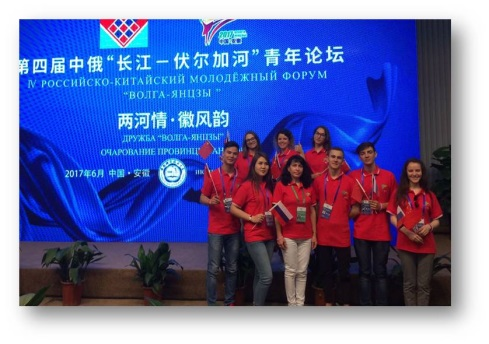 第四届中俄“长江－伏尔加河”青年论坛
IV РОССИЙСКО-КИТАЙСКИЙ МОЛОДЁЖНЫЙ ФОРУМ
“ВОЛГА-ЯНЦЗЫ”
两河情·徽风韵
ДРУЖБА “ВОЛГА-ЯНЦЗЫ”
ОЧАРОВАНИЕ ПРОВИНЦ
2017年6月 中国·安徽